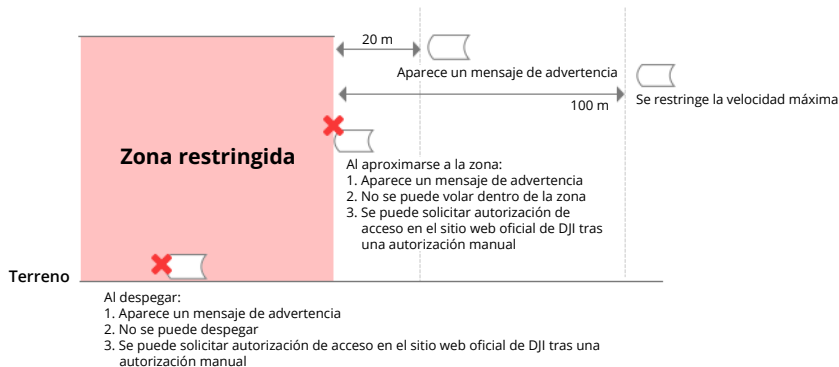 20 m
Aparece un mensaje de advertencia
Se restringe la velocidad máxima
100 m
Zona restringida
Al aproximarse a la zona:
1. Aparece un mensaje de advertencia
2. No se puede volar dentro de la zona
3. Se puede solicitar autorización de
acceso en el sitio web oficial de DJI tras
una autorización manual
Terreno
Al despegar:
1. Aparece un mensaje de advertencia
2. No se puede despegar
3. Se puede solicitar autorización de acceso en el sitio web oficial de DJI tras una
autorización manual